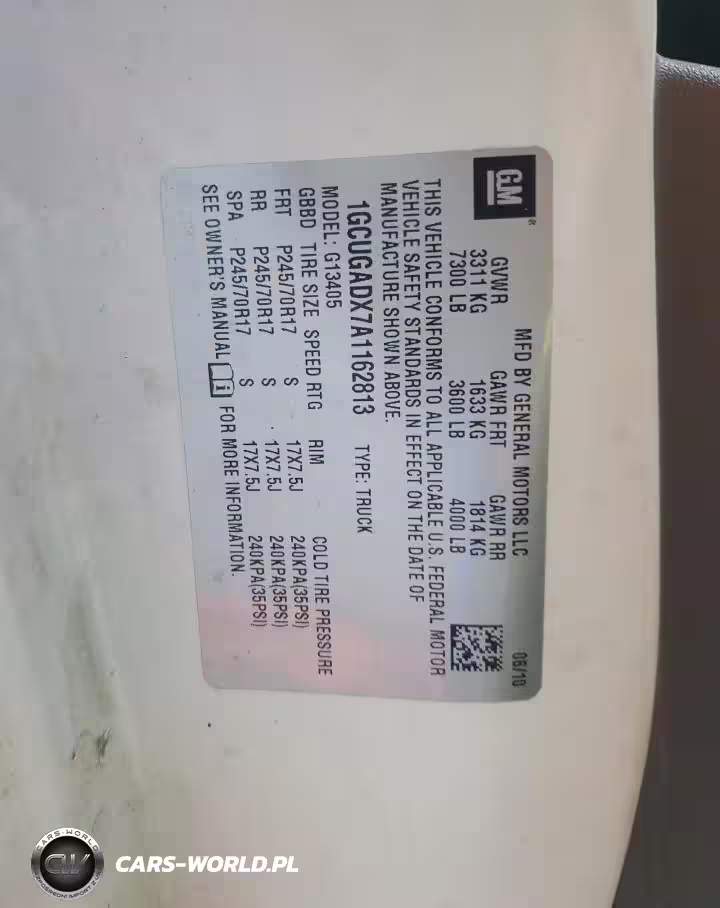 GM ®
MFD BY GENERAL MOTORS LLC 06/10
GVWR GAWR FRT GAWR RR
3311 KG 1633 KG 1814 KG
7300 LB 3600 LB 4000 LB
THIS VEHICLE CONFORMS TO ALL APPLICABLE U.S. FEDERAL MOTOR
VEHICLE SAFETY STANDARDS IN EFFECT ON THE DATE OF
MANUFACTURE SHOWN ABOVE.
1GCUGADX7A1162813 TYPE: TRUCK
MODEL: G13405
GBBD TIRE SIZE SPEED RTG RIM COLD TIRE PRESSURE
FRT P245/70R17 S 17X7.5J 240KPA(35PSI)
RR P245/70R17 S 17X7.5J 240KPA(35PSI)
SPA P245/70R17 S 17X7.5J 240KPA(35PSI)
SEE OWNER'S MANUAL FOR MORE INFORMATION.
CARS-WORLD
CW
CARS-WORLD.PL